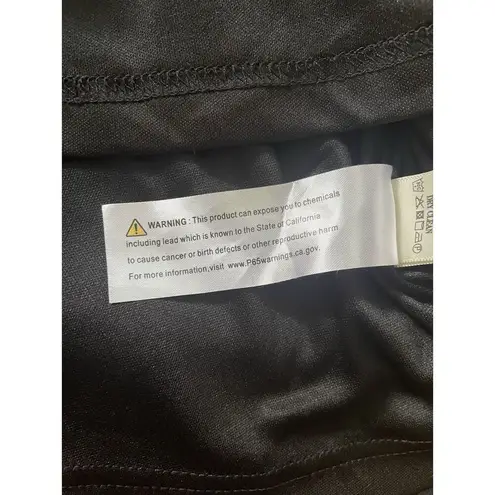 WARNING : This product can expose you to chemicals
including lead which is known to the State of California
to cause cancer or birth defects or other reproductive harm
For more information,visit www.P65warnings.ca.gov.
DRY CLEAN